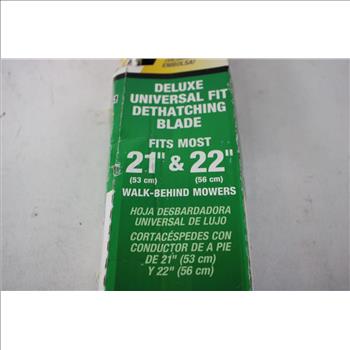 EMBOLSA!
DELUXE
UNIVERSAL FIT
DETHATCHING
BLADE
FITS MOST
21" & 22"
(53 cm) (56 cm)
WALK-BEHIND MOWERS
HOJA DESBARDADORA
UNIVERSAL DE LUJO
CORTACÉSPEDES CON
CONDUCTOR DE A PIE
DE 21" (53 cm)
Y 22" (56 cm)